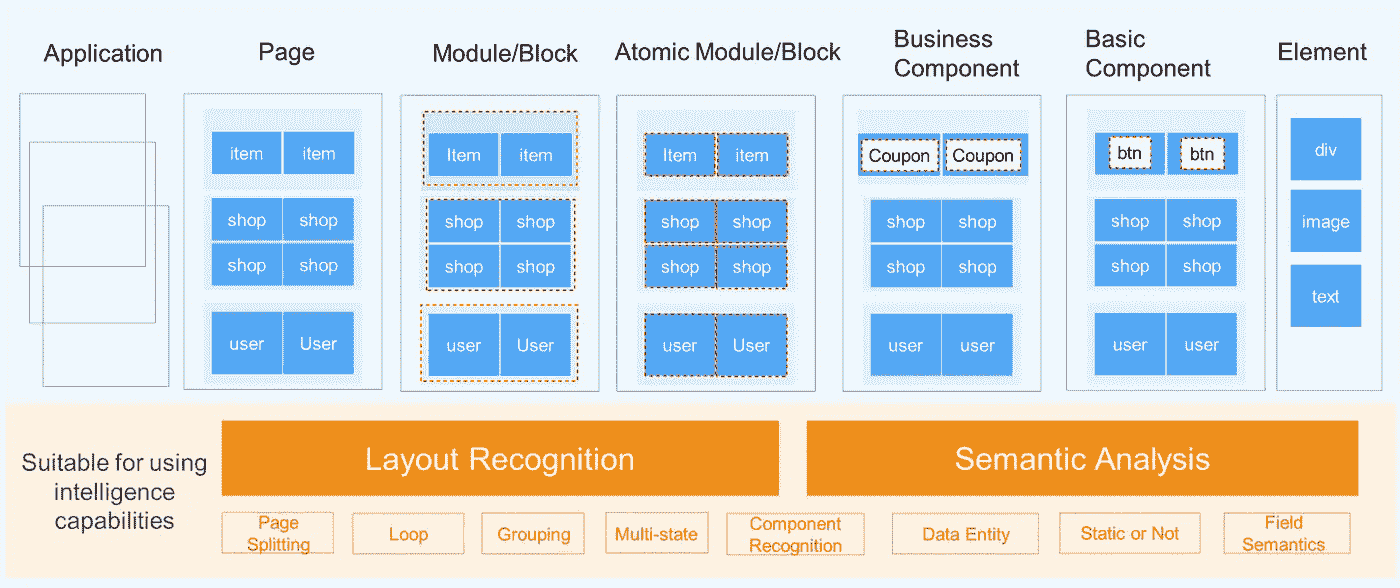 Application
Page
Module/Block
Atomic Module/Block
Business
Component
Basic
Component
Element
item item
shop shop
shop shop
user User
Item item
shop shop
shop shop
user User
Item item
shop shop
shop shop
user User
Coupon Coupon
shop shop
shop shop
user user
btn btn
shop shop
shop shop
user user
div
image
text
Suitable for using
intelligence
capabilities
Layout Recognition
Semantic Analysis
Page
Splitting
Loop
Grouping
Multi-state
Component
Recognition
Data Entity
Static or Not
Field
Semantics